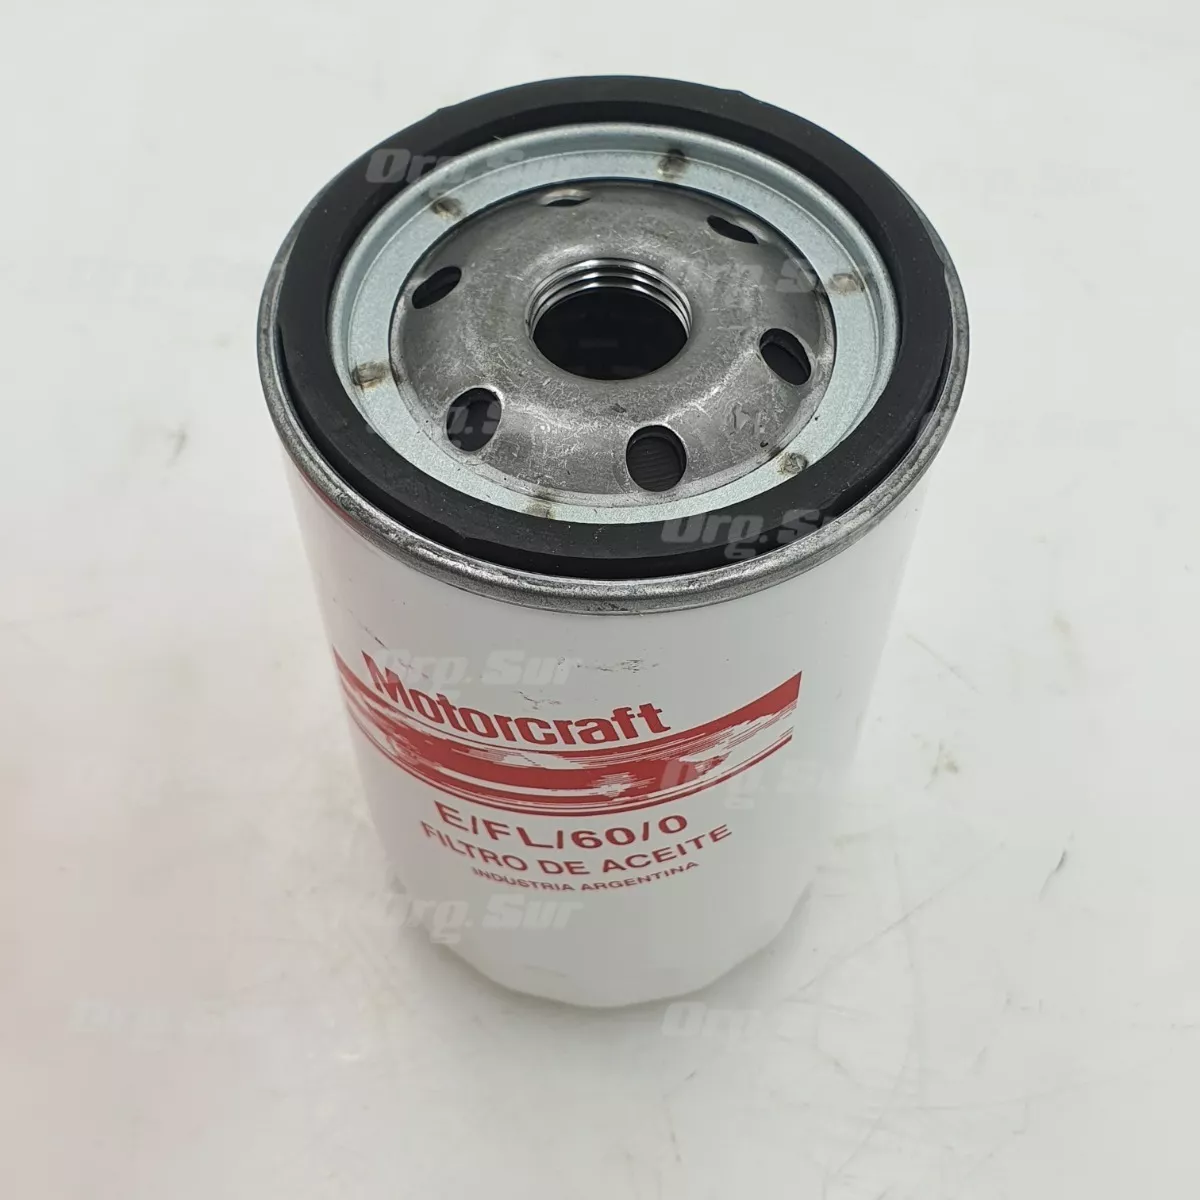 Org. Sur
Org. Sur
Org. Sur
Org. Sur
Org. Sur
Motorcraft
Org. Sur
E/FL/60/0
FILTRO DE ACEITE
INDUSTRIA ARGENTINA
Org. Sur
Org. Sur